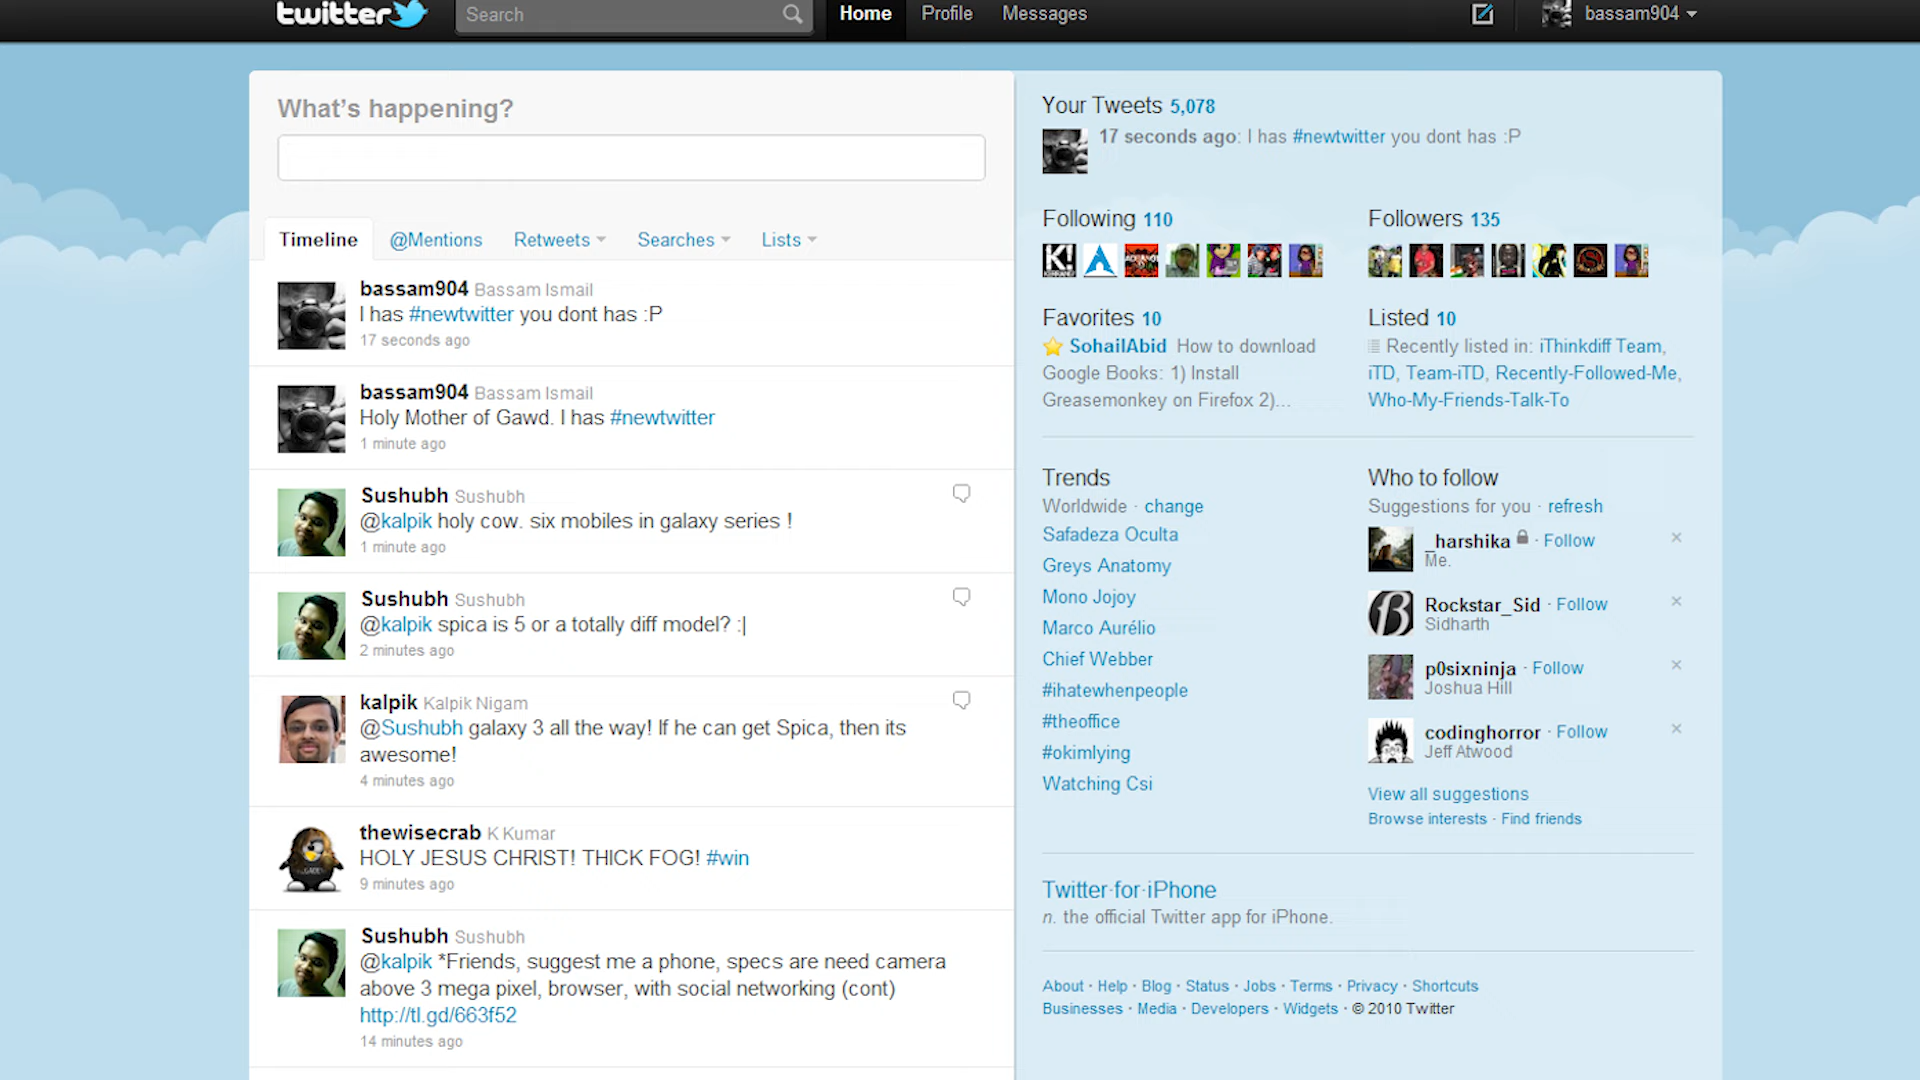 twitter Search Home Profile Messages bassam904
What's happening?
Timeline @Mentions Retweets Searches Lists
bassam904 Bassam Ismail
I has #newtwitter you dont has :P
17 seconds ago
bassam904 Bassam Ismail
Holy Mother of Gawd. I has #newtwitter
1 minute ago
Sushubh Sushubh
@kalpik holy cow. six mobiles in galaxy series !
1 minute ago
Sushubh Sushubh
@kalpik spica is 5 or a totally diff model? :|
2 minutes ago
kalpik Kalpik Nigam
@Sushubh galaxy 3 all the way! If he can get Spica, then its
awesome!
4 minutes ago
thewisecrab K Kumar
HOLY JESUS CHRIST! THICK FOG! #win
9 minutes ago
Sushubh Sushubh
@kalpik *Friends, suggest me a phone, specs are need camera
above 3 mega pixel, browser, with social networking (cont)
http://tl.gd/663f52
14 minutes ago
Your Tweets 5,078
17 seconds ago: I has #newtwitter you dont has :P
Following 110
K!
Followers 135
Favorites 10
SohailAbid How to download
Google Books: 1) Install
Greasemonkey on Firefox 2)...
Listed 10
Recently listed in: iThinkdiff Team,
iTD, Team-iTD, Recently-Followed-Me,
Who-My-Friends-Talk-To
Trends
Worldwide · change
Safadeza Oculta
Greys Anatomy
Mono Jojoy
Marco Aurélio
Chief Webber
#ihatewhenpeople
#theoffice
#okimlying
Watching Csi
Who to follow
Suggestions for you · refresh
_harshika · Follow
Me.
Rockstar_Sid · Follow
Sidharth
p0sixninja · Follow
Joshua Hill
codinghorror · Follow
Jeff Atwood
View all suggestions
Browse interests · Find friends
Twitter·for·iPhone
n. the official Twitter app for iPhone.
About · Help · Blog · Status · Jobs · Terms · Privacy · Shortcuts
Businesses · Media · Developers · Widgets · © 2010 Twitter